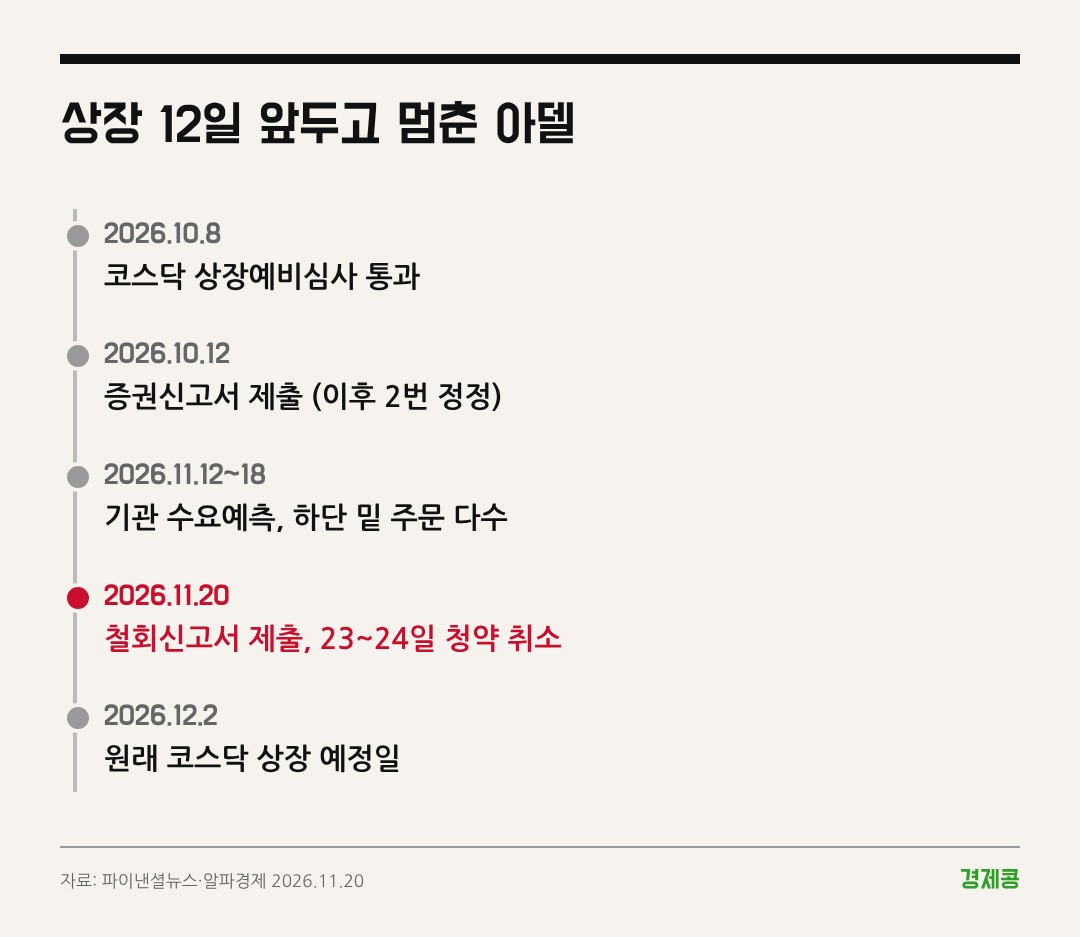 상장 12일 앞두고 멈춘 아델
2026.10.8
코스닥 상장예비심사 통과
2026.10.12
증권신고서 제출 (이후 2번 정정)
2026.11.12~18
기관 수요예측, 하단 밑 주문 다수
2026.11.20
철회신고서 제출, 23~24일 청약 취소
2026.12.2
원래 코스닥 상장 예정일
자료: 파이낸셜뉴스·알파경제 2026.11.20
경제콩